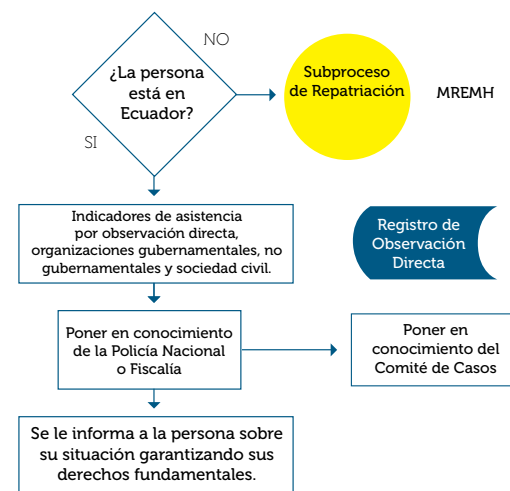 NO
¿La persona
está en
Ecuador?
SI
Subproceso
de Repatriación
MREMH
Indicadores de asistencia
por observación directa,
organizaciones gubernamentales, no
gubernamentales y sociedad civil.
Registro de
Observación
Directa
Poner en conocimiento
de la Policía Nacional
o Fiscalía
Poner en
conocimiento del
Comité de Casos
Se le informa a la persona sobre
su situación garantizando sus
derechos fundamentales.